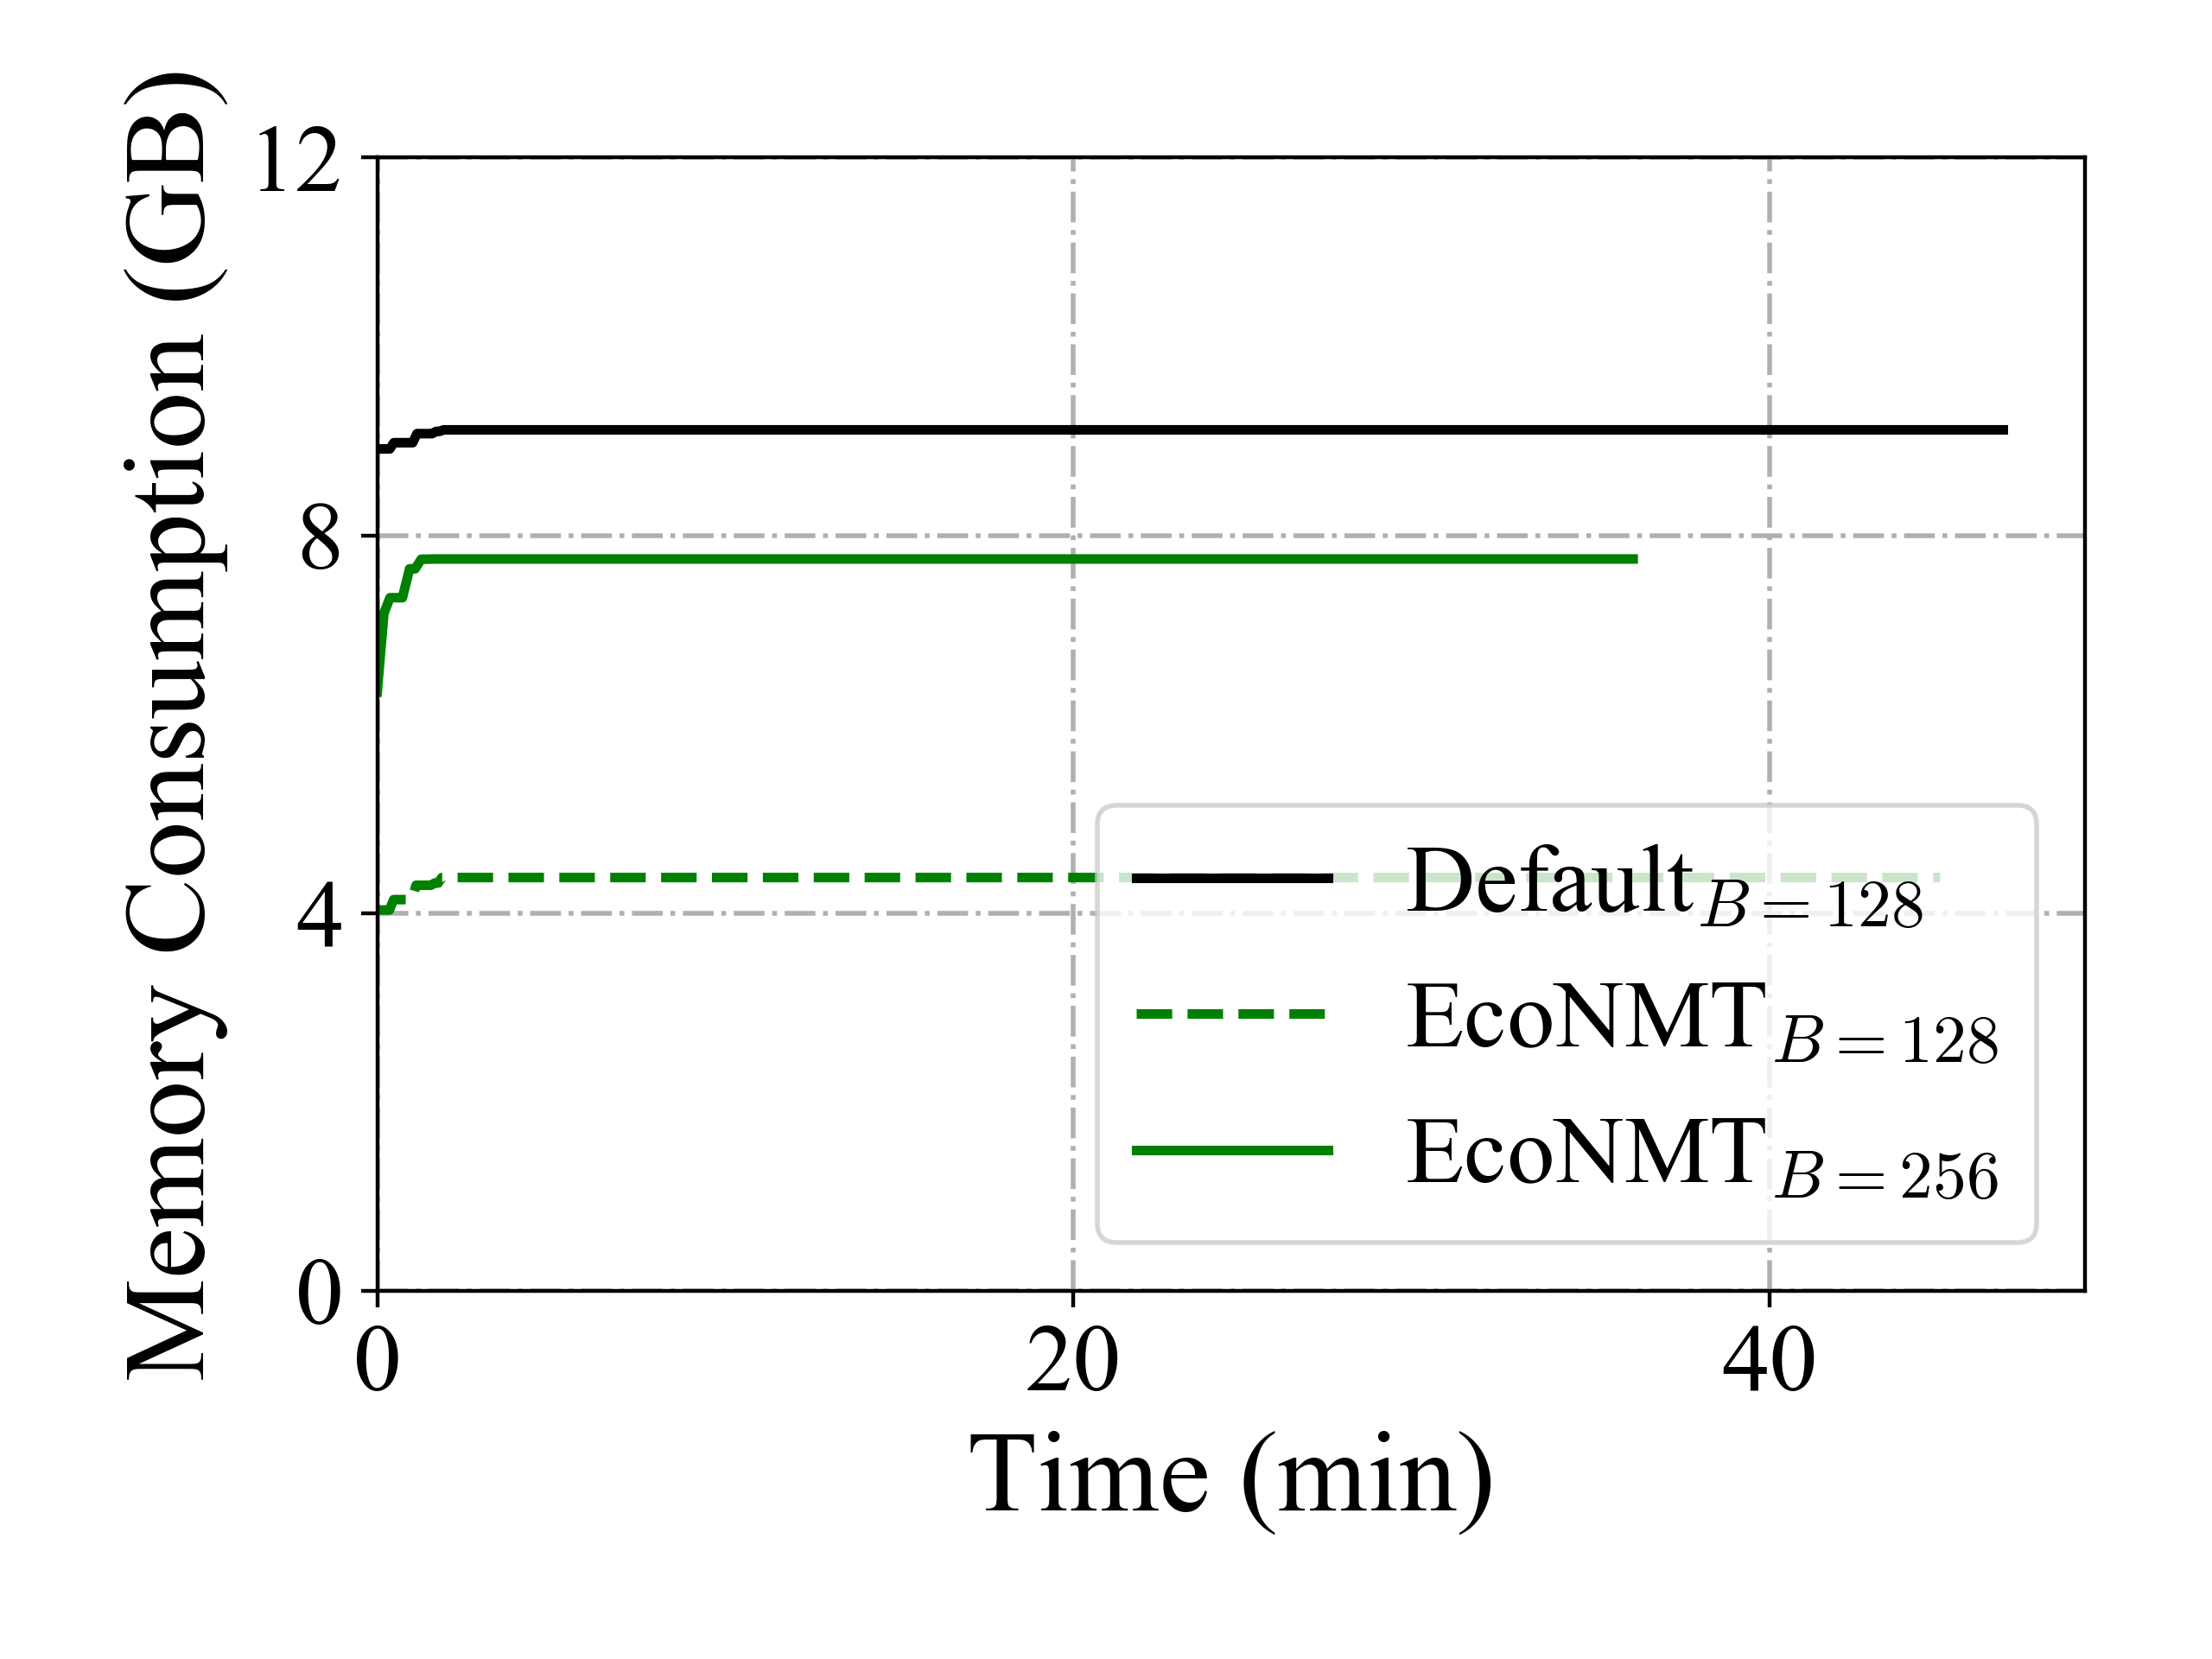 Memory Consumption (GB)
12
8
4
0
0 20 40
Time (min)
Default B = 128
EcoNMT B = 128
EcoNMT B = 256